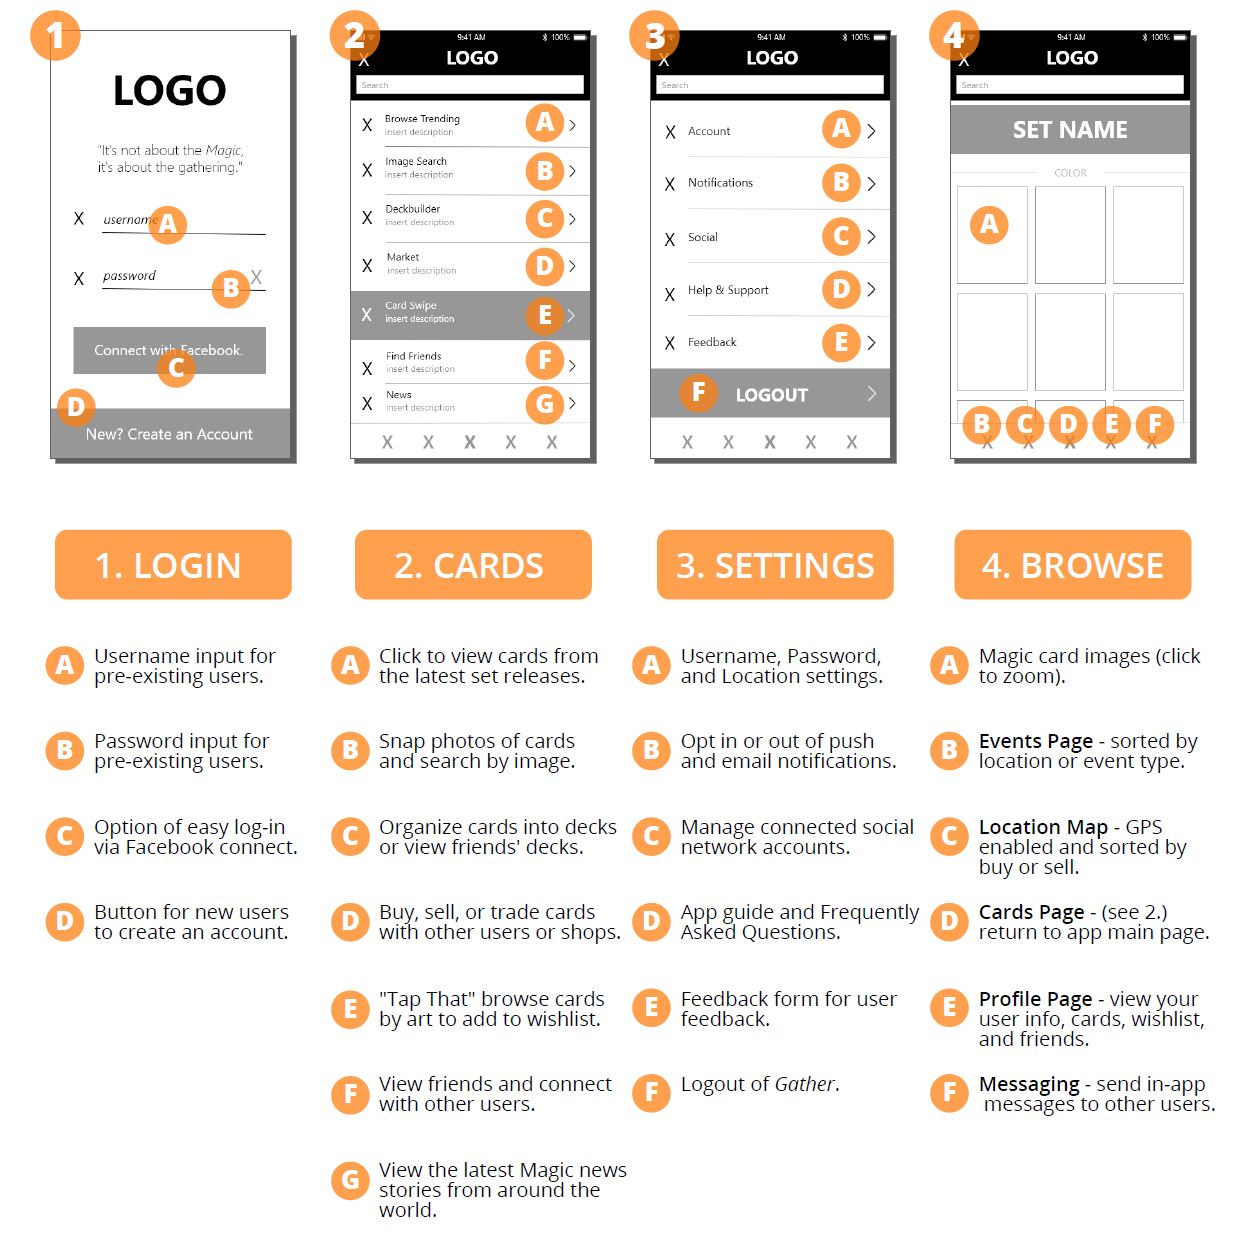 1
LOGO
"It's not about the Magic,
it's about the gathering."
X username A
X password B X
Connect with Facebook.
C
D
New? Create an Account
2
9:41 AM 100%
X LOGO
Search
X Browse Trending A
insert description
X Image Search B
insert description
X Deckbuilder C
insert description
X Market D
insert description
X Card Swipe E
insert description
X Find Friends F
insert description
X News G
insert description
X X X X X
3
9:41 AM 100%
X LOGO
Search
X Account A
X Notifications B
X Social C
X Help & Support D
X Feedback E
F LOGOUT
X X X X X
4
9:41 AM 100%
X LOGO
Search
SET NAME
COLOR
A
B C D E F
X X X X X
1. LOGIN
A Username input for
pre-existing users.
B Password input for
pre-existing users.
C Option of easy log-in
via Facebook connect.
D Button for new users
to create an account.
2. CARDS
A Click to view cards from
the latest set releases.
B Snap photos of cards
and search by image.
C Organize cards into decks
or view friends' decks.
D Buy, sell, or trade cards
with other users or shops.
E "Tap That" browse cards
by art to add to wishlist.
F View friends and connect
with other users.
G View the latest Magic news
stories from around the
world.
3. SETTINGS
A Username, Password,
and Location settings.
B Opt in or out of push
and email notifications.
C Manage connected social
network accounts.
D App guide and Frequently
Asked Questions.
E Feedback form for user
feedback.
F Logout of Gather.
4. BROWSE
A Magic card images (click
to zoom).
B Events Page - sorted by
location or event type.
C Location Map - GPS
enabled and sorted by
buy or sell.
D Cards Page - (see 2.)
return to app main page.
E Profile Page - view your
user info, cards, wishlist,
and friends.
F Messaging - send in-app
messages to other users.